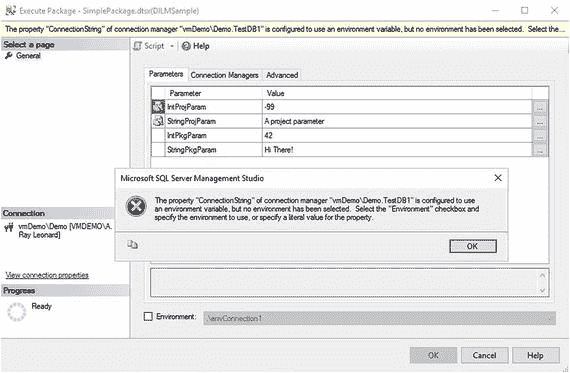 Execute Package - SimplePackage.dtsx(DILMSample)
The property "ConnectionString" of connection manager "vmDemo\Demo.TestDB1" is configured to use an environment variable, but no environment has been selected.  Select the...
Select a page
General
Script
Help
Parameters
Connection Managers
Advanced
Parameter Value
IntProjParam -99 ...
StringProjParam A project parameter ...
IntPkgParam 42 ...
StringPkgParam Hi There! ...
Microsoft SQL Server Management Studio
The property "ConnectionString" of connection manager "vmDemo\Demo.TestDB1" is configured to use
an environment variable, but no environment has been selected.  Select the "Environment" checkbox and
specify the environment to use, or specify a literal value for the property.
OK
Connection
vmDemo\Demo [VMDEMO\A.
Ray Leonard]
View connection properties
Progress
Ready
Environment: .\envConnection1
OK
Cancel
Help